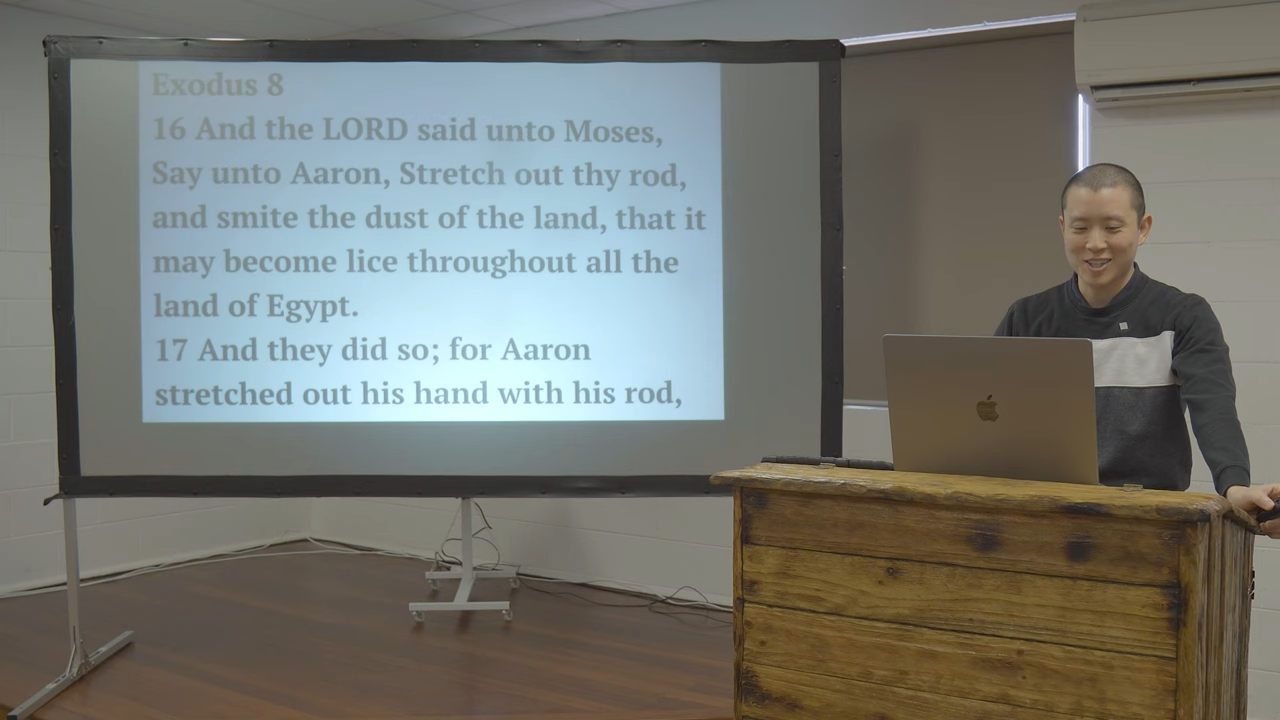 Exodus 8
16 And the LORD said unto Moses,
Say unto Aaron, Stretch out thy rod,
and smite the dust of the land, that it
may become lice throughout all the
land of Egypt.
17 And they did so; for Aaron
stretched out his hand with his rod,